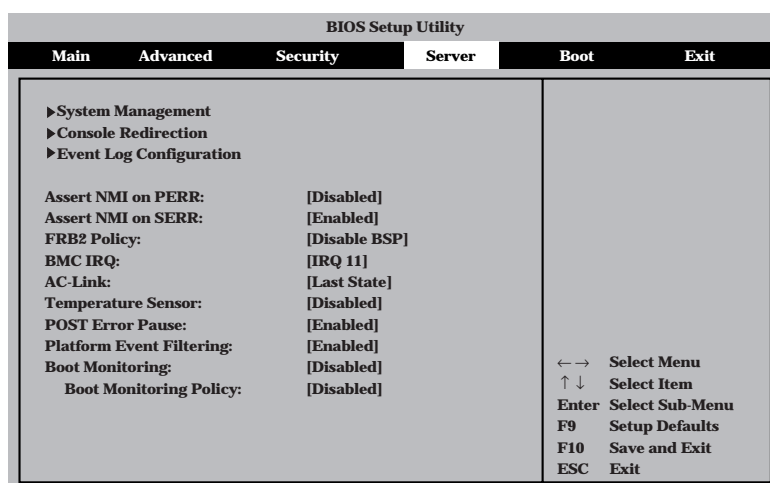 BIOS Setup Utility
Main Advanced Security Server Boot Exit
▶System Management
▶Console Redirection
▶Event Log Configuration
Assert NMI on PERR: [Disabled]
Assert NMI on SERR: [Enabled]
FRB2 Policy: [Disable BSP]
BMC IRQ: [IRQ 11]
AC-Link: [Last State]
Temperature Sensor: [Disabled]
POST Error Pause: [Enabled]
Platform Event Filtering: [Enabled]
Boot Monitoring: [Disabled]
Boot Monitoring Policy: [Disabled]
←→ Select Menu
↑↓ Select Item
Enter Select Sub-Menu
F9 Setup Defaults
F10 Save and Exit
ESC Exit